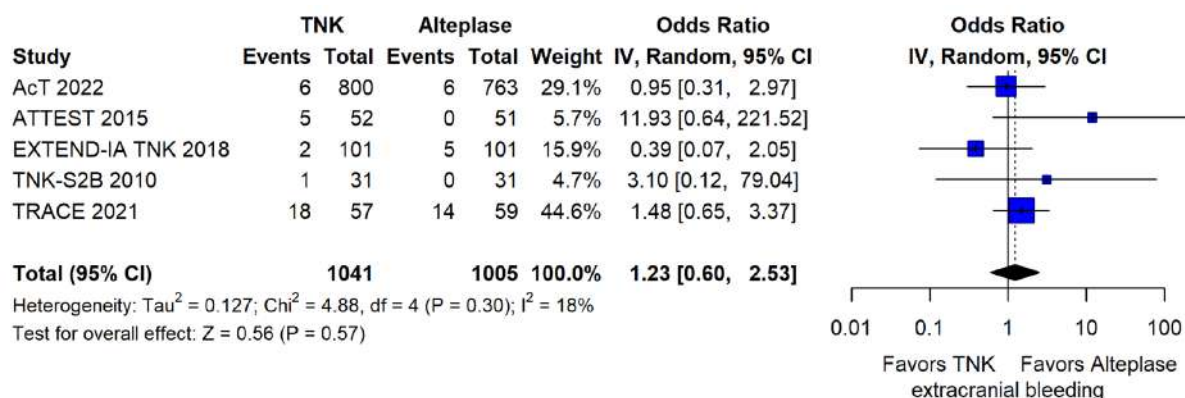 TNK Alteplase Odds Ratio Odds Ratio
Study Events Total Events Total Weight IV, Random, 95% CI IV, Random, 95% CI
AcT 2022 6 800 6 763 29.1% 0.95 [0.31, 2.97]
ATTEST 2015 5 52 0 51 5.7% 11.93 [0.64, 221.52]
EXTEND-IA TNK 2018 2 101 5 101 15.9% 0.39 [0.07, 2.05]
TNK-S2B 2010 1 31 0 31 4.7% 3.10 [0.12, 79.04]
TRACE 2021 18 57 14 59 44.6% 1.48 [0.65, 3.37]
Total (95% CI) 1041 1005 100.0% 1.23 [0.60, 2.53]
Heterogeneity: Tau² = 0.127; Chi² = 4.88, df = 4 (P = 0.30); I² = 18%
Test for overall effect: Z = 0.56 (P = 0.57)
0.01 0.1 1 10 100
Favors TNK Favors Alteplase
extracranial bleeding